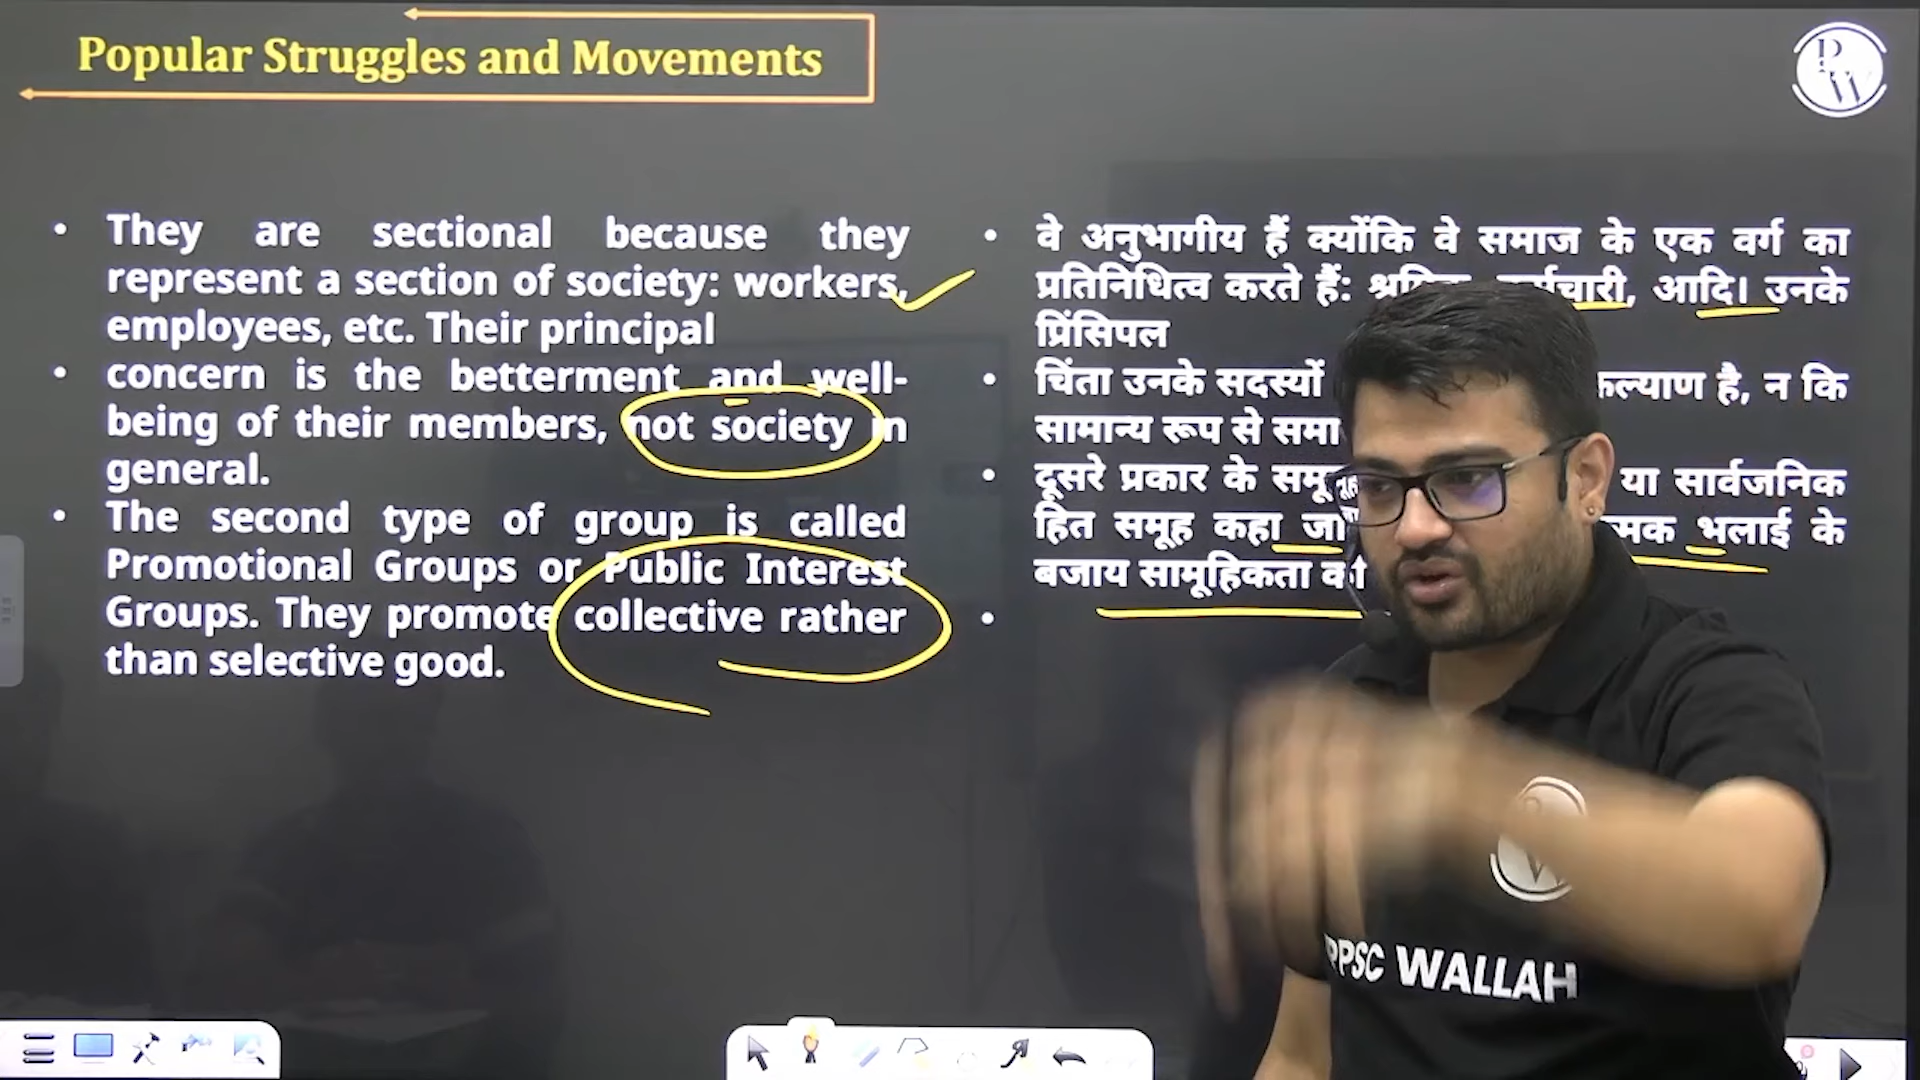 Popular Struggles and Movements
PW
• They are sectional because they
represent a section of society: workers,
employees, etc. Their principal
• concern is the betterment and well-
being of their members, not society in
general.
• The second type of group is called
Promotional Groups or Public Interest
Groups. They promote collective rather
than selective good.
• वे अनुभागीय हैं क्योंकि वे समाज के एक वर्ग का
प्रतिनिधित्व करते हैं: आदि। उनके
प्रिंसिपल
• चिंता उनके सदस्यों कल्याण है, न कि
सामान्य रूप से
• दूसरे प्रकार के या सार्वजनिक
हित समूह कहा भलाई के
बजाय सामूहिकता
•
WALLAH